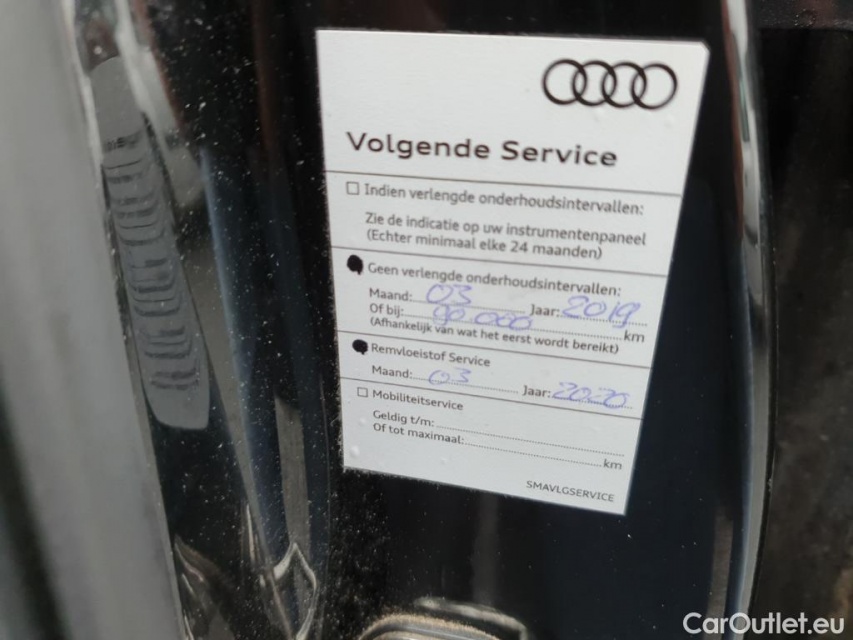 Volgende Service
Indien verlengde onderhoudsintervallen:
Zie de indicatie op uw instrumentenpaneel
(Echter minimaal elke 24 maanden)
Geen verlengde onderhoudsintervallen:
Maand: 03 Jaar: 2019
Of bij: 90.000 km
(Afhankelijk van wat het eerst wordt bereikt)
Remvloeistof Service
Maand: 03 Jaar: 2020
Mobiliteitservice
Geldig t/m:
Of tot maximaal: km
SMAVLGSERVICE
CarOutlet.eu